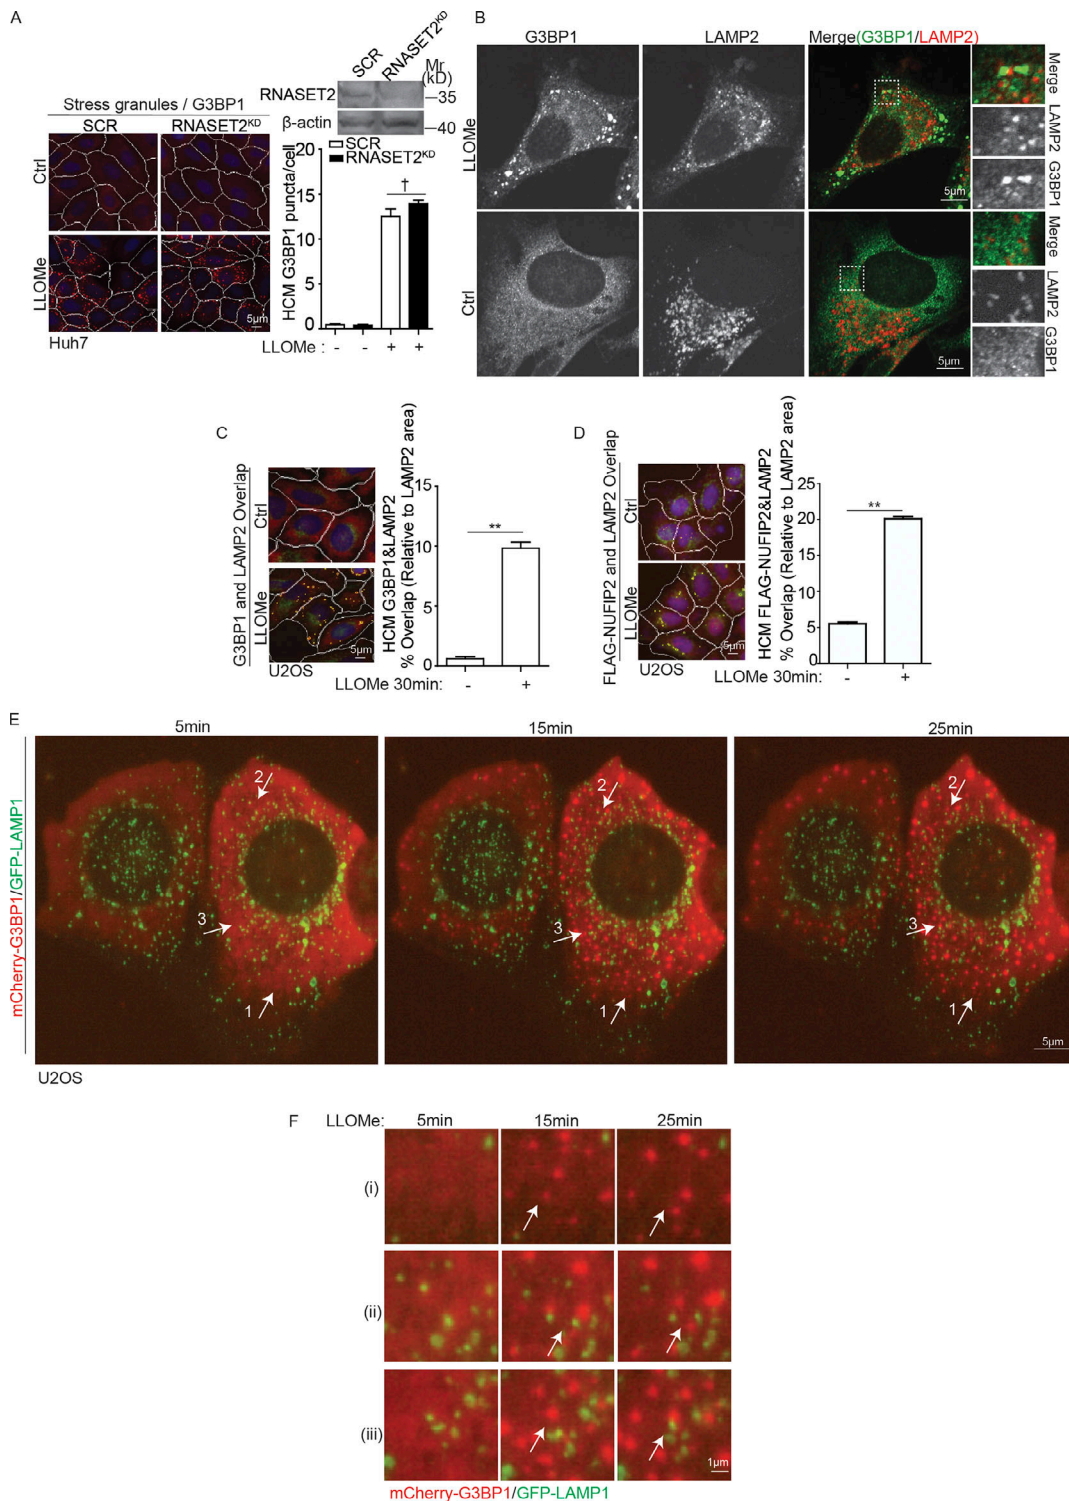 A
SCR
RNASET2KD
Mr
(kD)
RNASET2
35
β-actin
40
Stress granules / G3BP1
SCR
RNASET2KD
Ctrl
LLOMe
5µm
Huh7
SCR
RNASET2KD
HCM G3BP1 puncta/cell
20
15
10
5
0
†
LLOMe : - - + +
B
G3BP1
LAMP2
Merge(G3BP1/LAMP2)
LLOMe
Ctrl
5µm
5µm
Merge
LAMP2
G3BP1
Merge
LAMP2
G3BP1
C
G3BP1 and LAMP2 Overlap
Ctrl
LLOMe
5µm
U2OS
HCM G3BP1&LAMP2
% Overlap (Relative to LAMP2 area)
15
10
5
0
**
LLOMe 30min: - +
D
FLAG-NUFIP2 and LAMP2 Overlap
Ctrl
LLOMe
5µm
U2OS
HCM FLAG-NUFIP2&LAMP2
% Overlap (Relative to LAMP2 area)
25
20
15
10
5
0
**
LLOMe 30min: - +
E
5min
15min
25min
mCherry-G3BP1/GFP-LAMP1
2
3
1
2
3
1
2
3
1
5µm
U2OS
F
LLOMe: 5min 15min 25min
(i)
(ii)
(iii)
1µm
mCherry-G3BP1/GFP-LAMP1